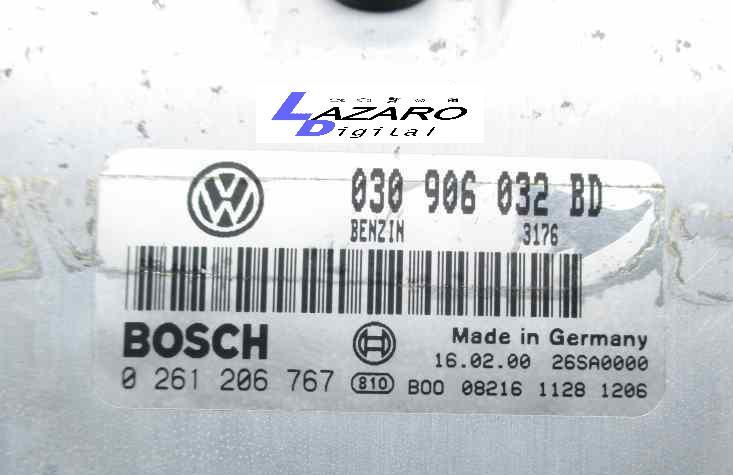 LAZARO
Digital
VW
030 906 032 BD
BENZIN 3176
BOSCH
Made in Germany
16.02.00 26SA0000
0 261 206 767 810 B00 08216 1128 1206